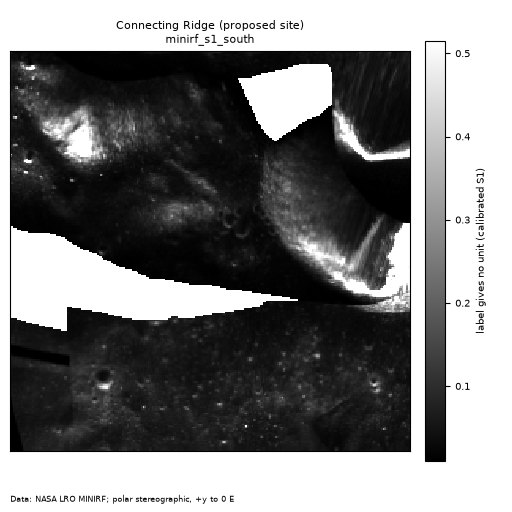 Connecting Ridge (proposed site)
minirf_s1_south
0.5
0.4
0.3
0.2
0.1
label gives no unit (calibrated S1)
Data: NASA LRO MINIRF; polar stereographic, +y to 0 E